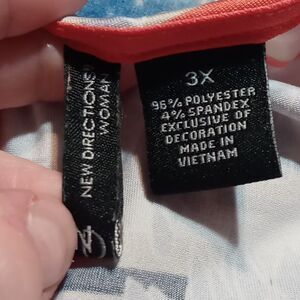 NEW DIRECTIONS®
WOMAN
3X
96% POLYESTER
4% SPANDEX
EXCLUSIVE OF
DECORATION
MADE IN
VIETNAM